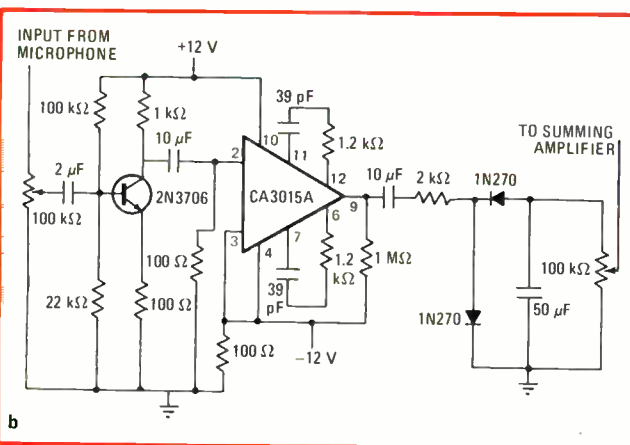 INPUT FROM
MICROPHONE
+12 V
100 kΩ
1 kΩ
39 pF
10 μF
10
11
1.2 kΩ
TO SUMMING
AMPLIFIER
2 μF
2
12
10 μF
2 kΩ
1N270
2N3706
CA3015A
9
100 kΩ
3
4
7
6
100 Ω
1.2
kΩ
1 MΩ
100 kΩ
22 kΩ
100 Ω
39
pF
1N270
50 μF
100 Ω
−12 V
b